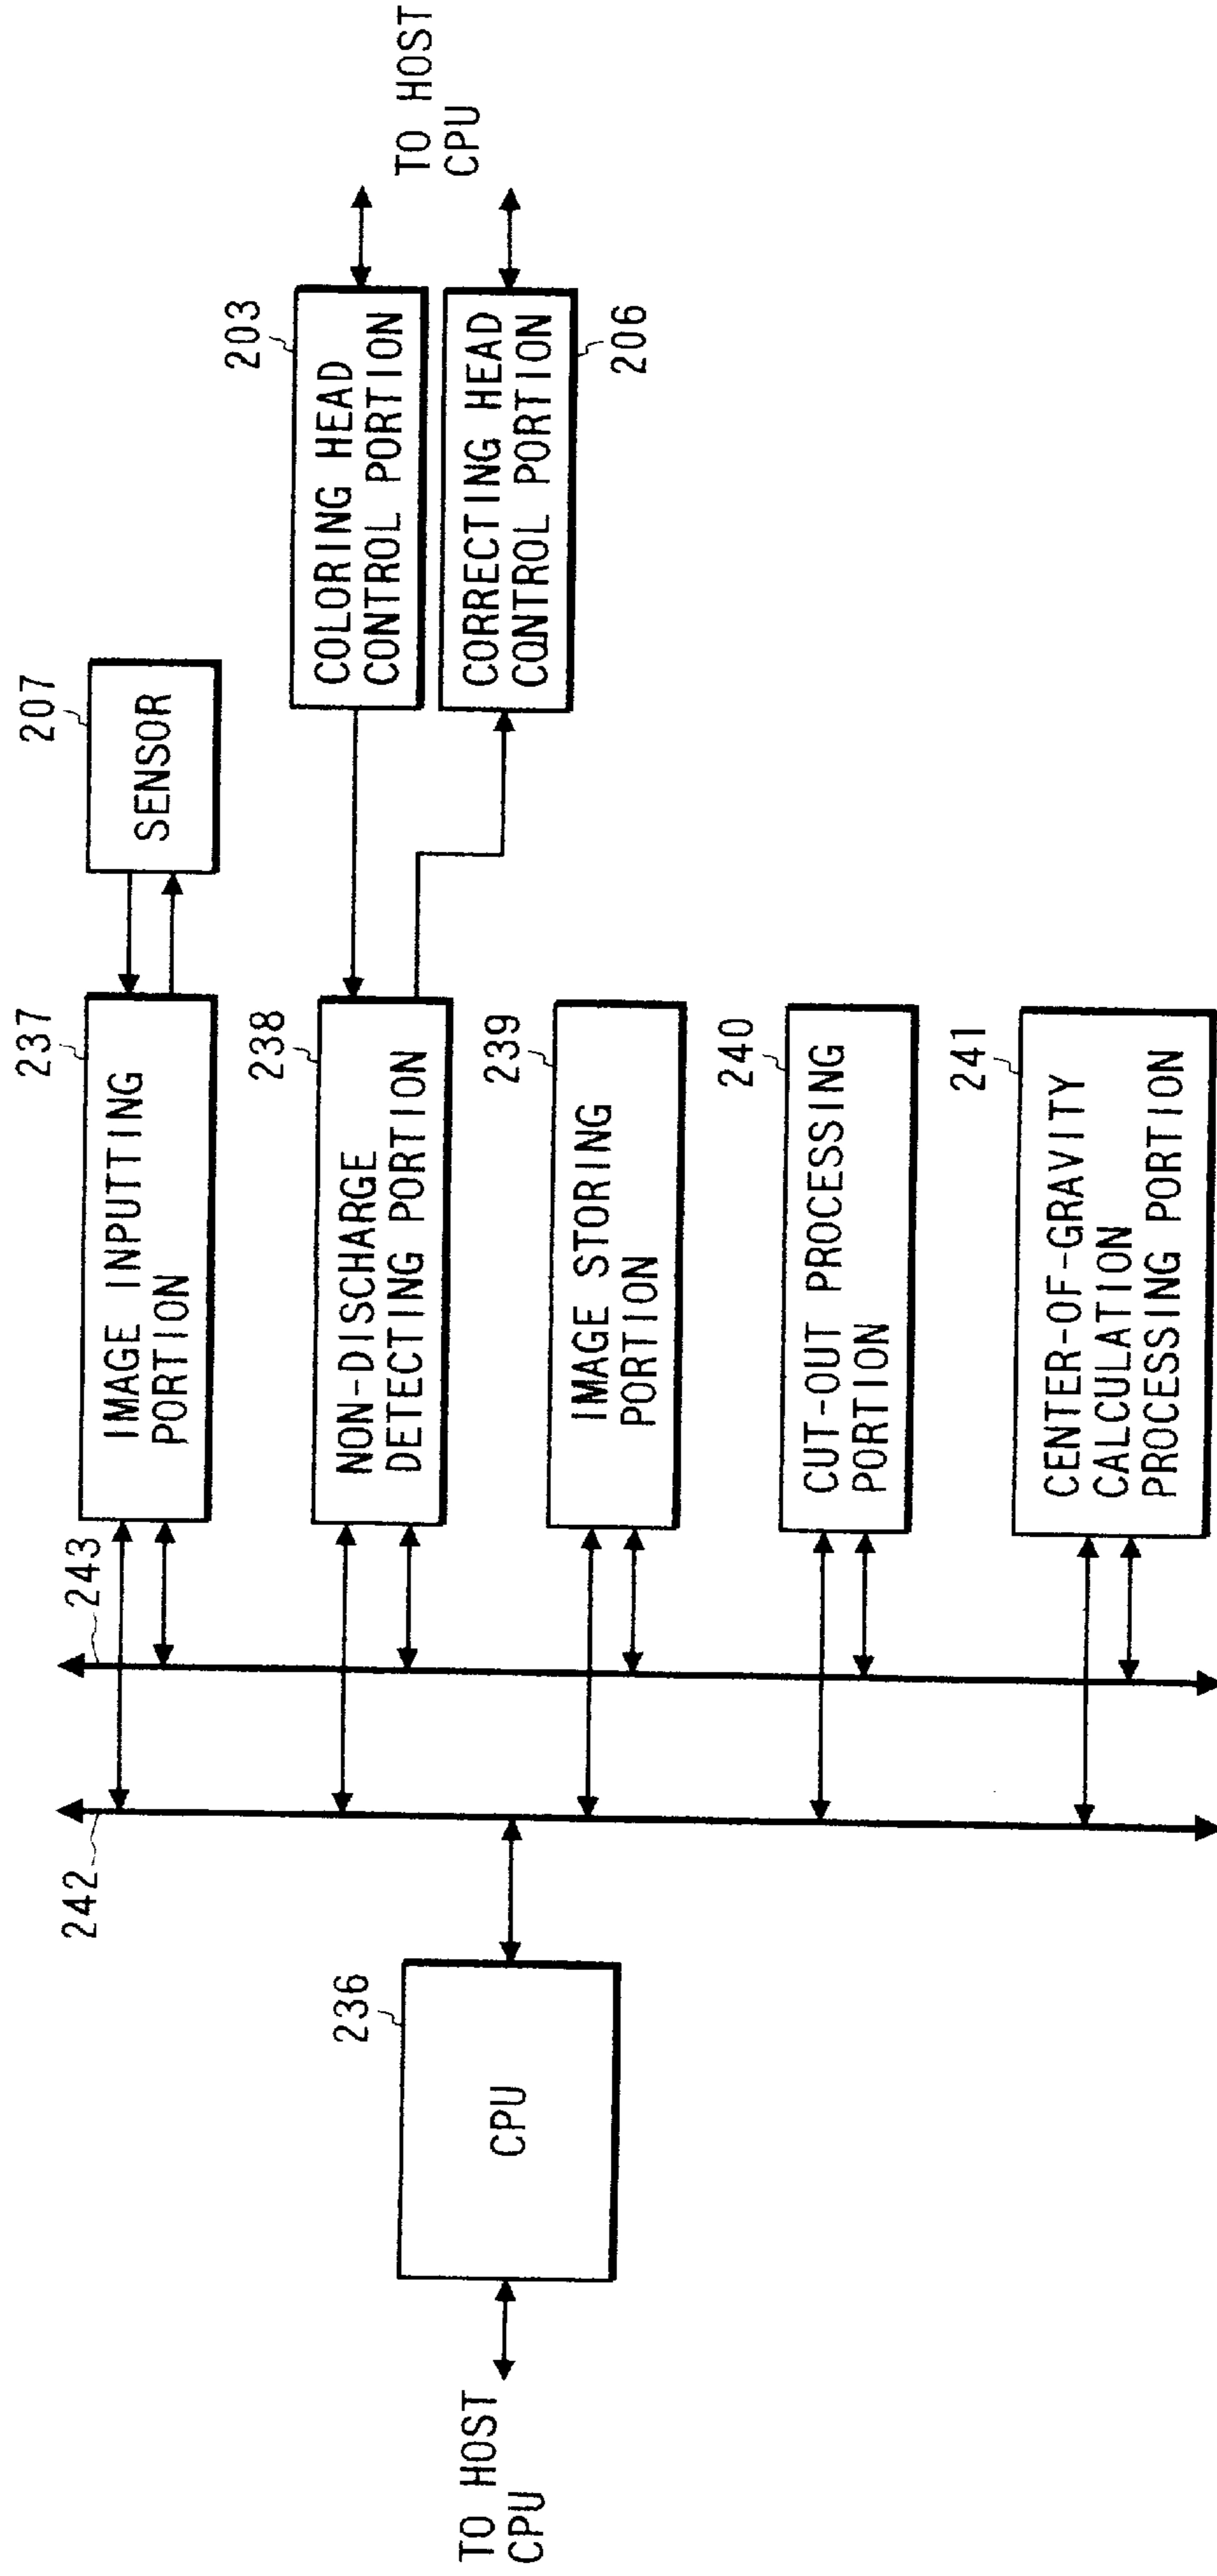 TO HOST
CPU
236
CPU
242
243
237
IMAGE INPUTTING
PORTION
207
SENSOR
238
NON-DISCHARGE
DETECTING PORTION
203
COLORING HEAD
CONTROL PORTION
TO HOST
CPU
CORRECTING HEAD
CONTROL PORTION
206
239
IMAGE STORING
PORTION
240
CUT-OUT PROCESSING
PORTION
241
CENTER-OF-GRAVITY
CALCULATION
PROCESSING PORTION